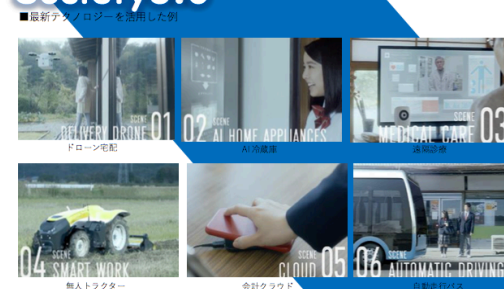 Society5.0
■最新テクノロジーを活用した例
SCENE
DELIVERY DRONE 01
ドローン宅配
SCENE
02 AI HOME APPLIANCES
AI 冷蔵庫
SCENE
MEDICAL CARE 03
遠隔診療
SCENE
04 SMART WORK
無人トラクター
SCENE
CLOUD 05
会計クラウド
SCENE
06 AUTOMATIC DRIVING
自動走行バス